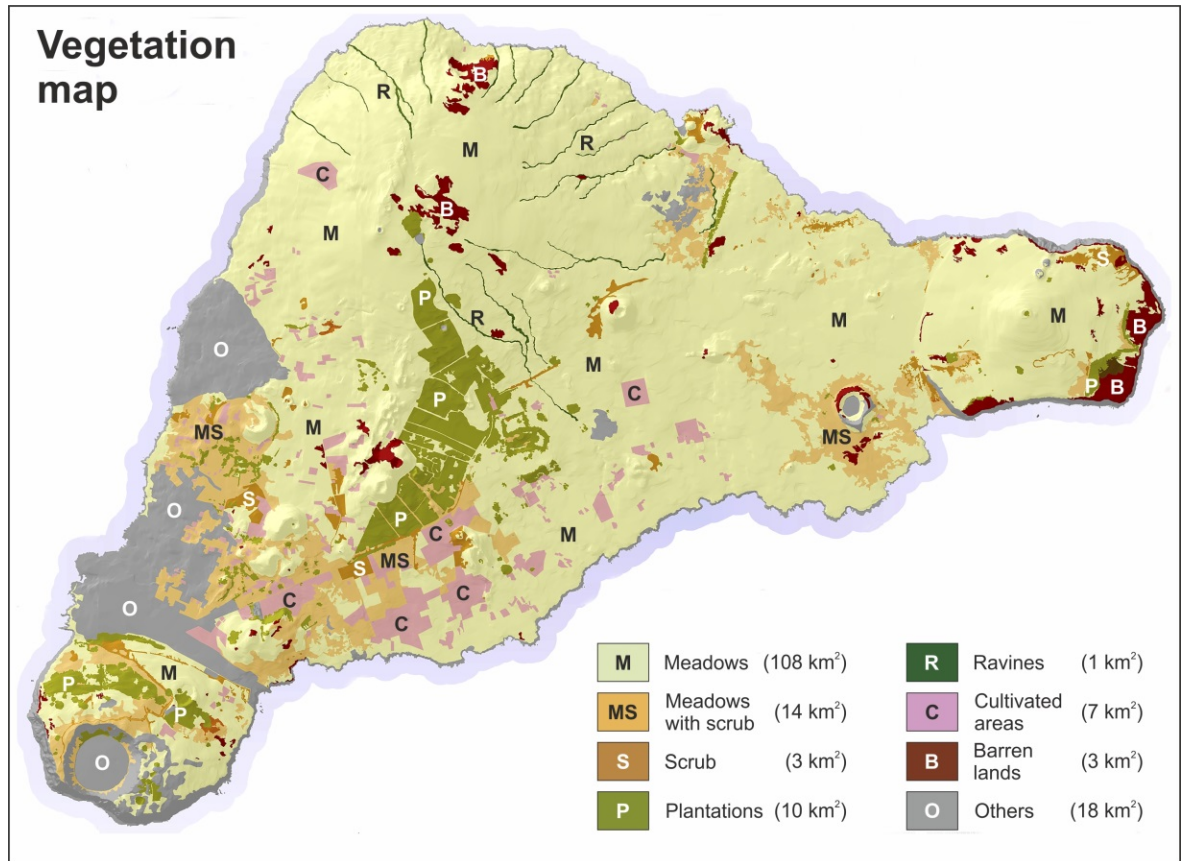 Vegetation
map
B
R
M
R
C
B
M
S
P
R
M
M
B
O
M
P
C
P
B
MS
M
MS
S
O
P
C
M
S
MS
C
C
O
C
M
P
P
O
M Meadows (108 km²)
MS Meadows with scrub (14 km²)
S Scrub (3 km²)
P Plantations (10 km²)
R Ravines (1 km²)
C Cultivated areas (7 km²)
B Barren lands (3 km²)
O Others (18 km²)